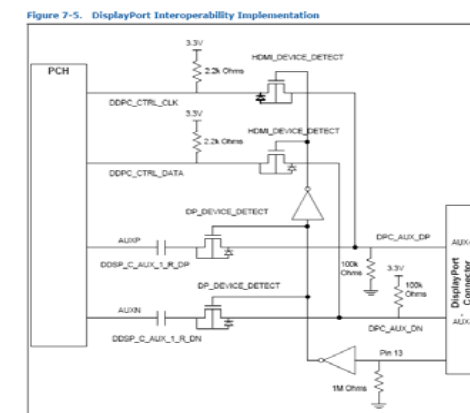 Figure 7-5. DisplayPort Interoperability Implementation
3.3V
HDMI_DEVICE_DETECT
PCH
2.2k Ohms
DDPC_CTRL_CLK
3.3V
HDMI_DEVICE_DETECT
2.2k Ohms
DDPC_CTRL_DATA
DP_DEVICE_DETECT
AUXP
DPC_AUX_DP
AUX
DDSP_C_AUX_1_R_DP
100k
Ohms
3.3V
DP_DEVICE_DETECT
100k
Ohms
DisplayPort
Connector
AUXN
AUX
DDSP_C_AUX_1_R_DN
DPC_AUX_DN
Pin 13
1M Ohms